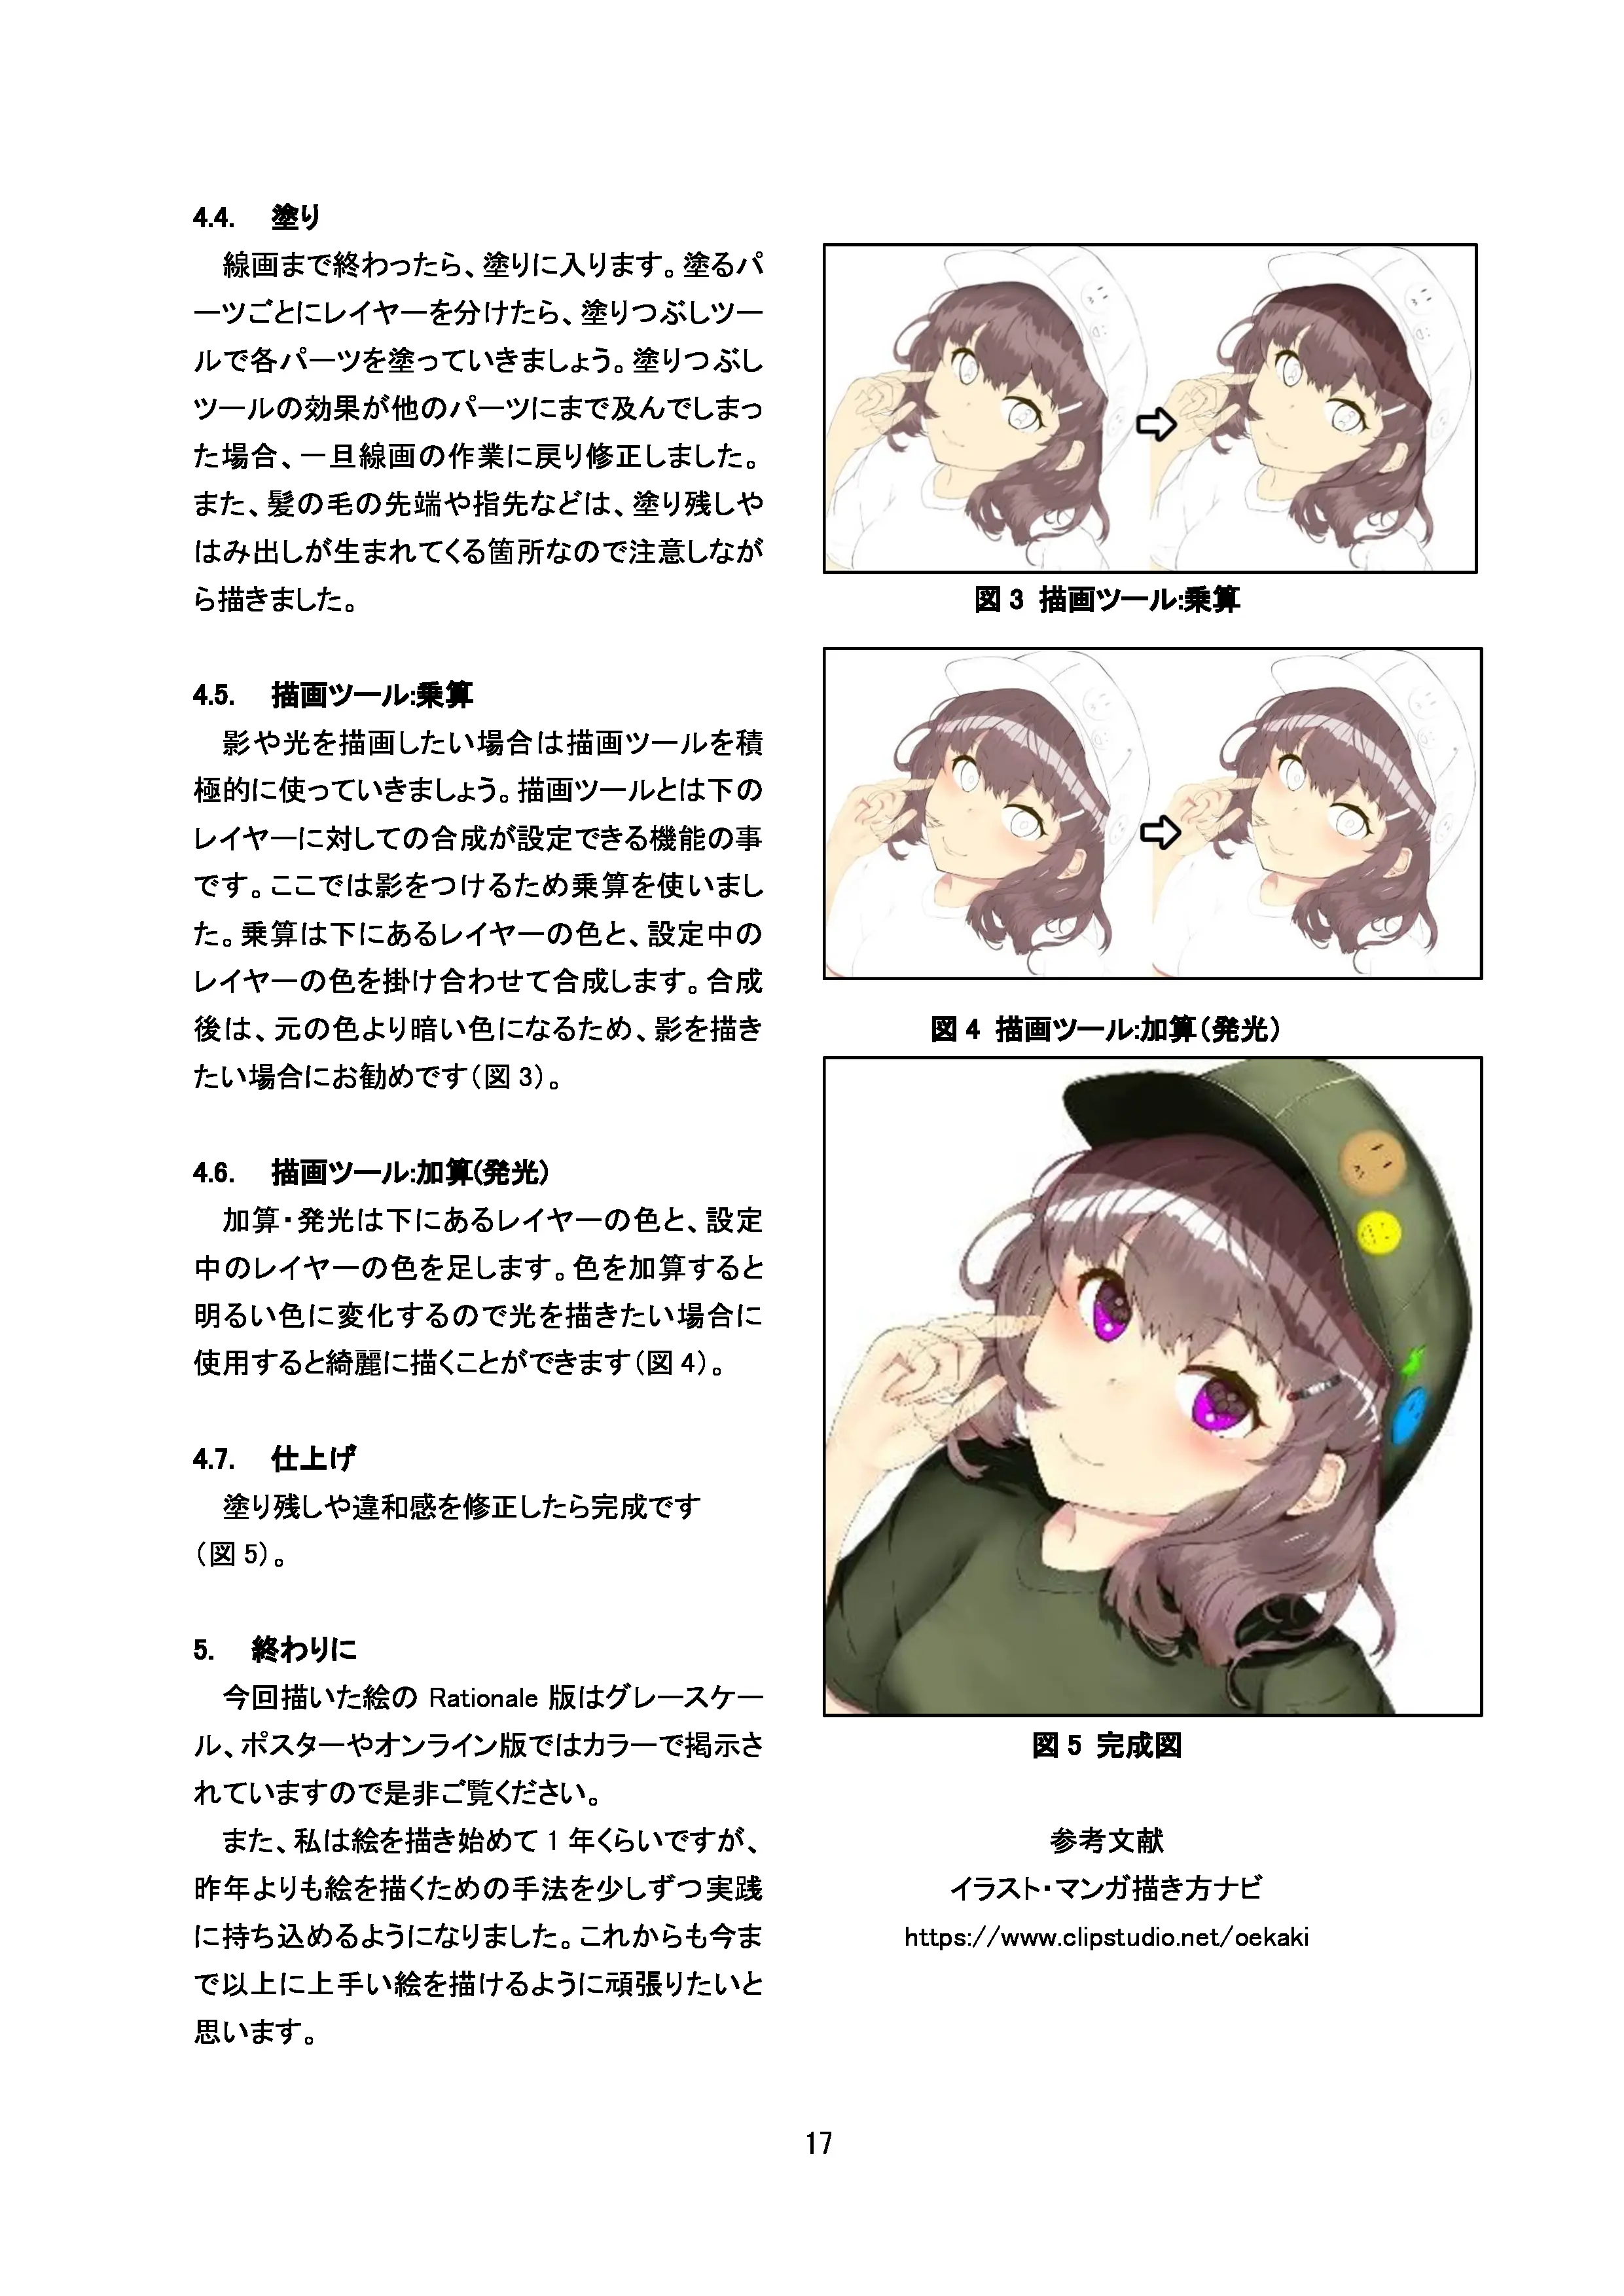 4.4. 塗り
線画まで終わったら、塗りに入ります。塗るパ
ーツごとにレイヤーを分けたら、塗りつぶしツー
ルで各パーツを塗っていきましょう。塗りつぶし
ツールの効果が他のパーツにまで及んでしまっ
た場合、一旦線画の作業に戻り修正しました。
また、髪の毛の先端や指先などは、塗り残しや
はみ出しが生まれてくる箇所なので注意しなが
ら描きました。
4.5. 描画ツール:乗算
影や光を描画したい場合は描画ツールを積
極的に使っていきましょう。描画ツールとは下の
レイヤーに対しての合成が設定できる機能の事
です。ここでは影をつけるため乗算を使いまし
た。乗算は下にあるレイヤーの色と、設定中の
レイヤーの色を掛け合わせて合成します。合成
後は、元の色より暗い色になるため、影を描き
たい場合にお勧めです(図 3)。
4.6. 描画ツール:加算(発光)
加算・発光は下にあるレイヤーの色と、設定
中のレイヤーの色を足します。色を加算すると
明るい色に変化するので光を描きたい場合に
使用すると綺麗に描くことができます(図 4)。
4.7. 仕上げ
塗り残しや違和感を修正したら完成です
(図 5)。
5. 終わりに
今回描いた絵の Rationale 版はグレースケー
ル、ポスターやオンライン版ではカラーで掲示さ
れていますので是非ご覧ください。
また、私は絵を描き始めて 1 年くらいですが、
昨年よりも絵を描くための手法を少しずつ実践
に持ち込めるようになりました。これからも今ま
で以上に上手い絵を描けるように頑張りたいと
思います。
図 3 描画ツール:乗算
図 4 描画ツール:加算(発光)
図 5 完成図
参考文献
イラスト・マンガ描き方ナビ
https://www.clipstudio.net/oekaki
17